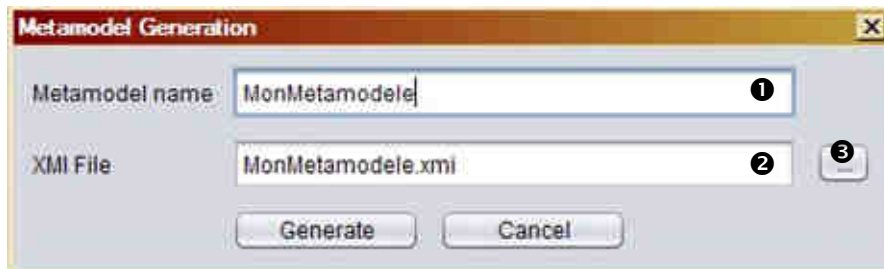 Metamodel Generation
Metamodel name MonMetamodele ❶
XMI File MonMetamodele.xmi ❷ ❸
Generate Cancel